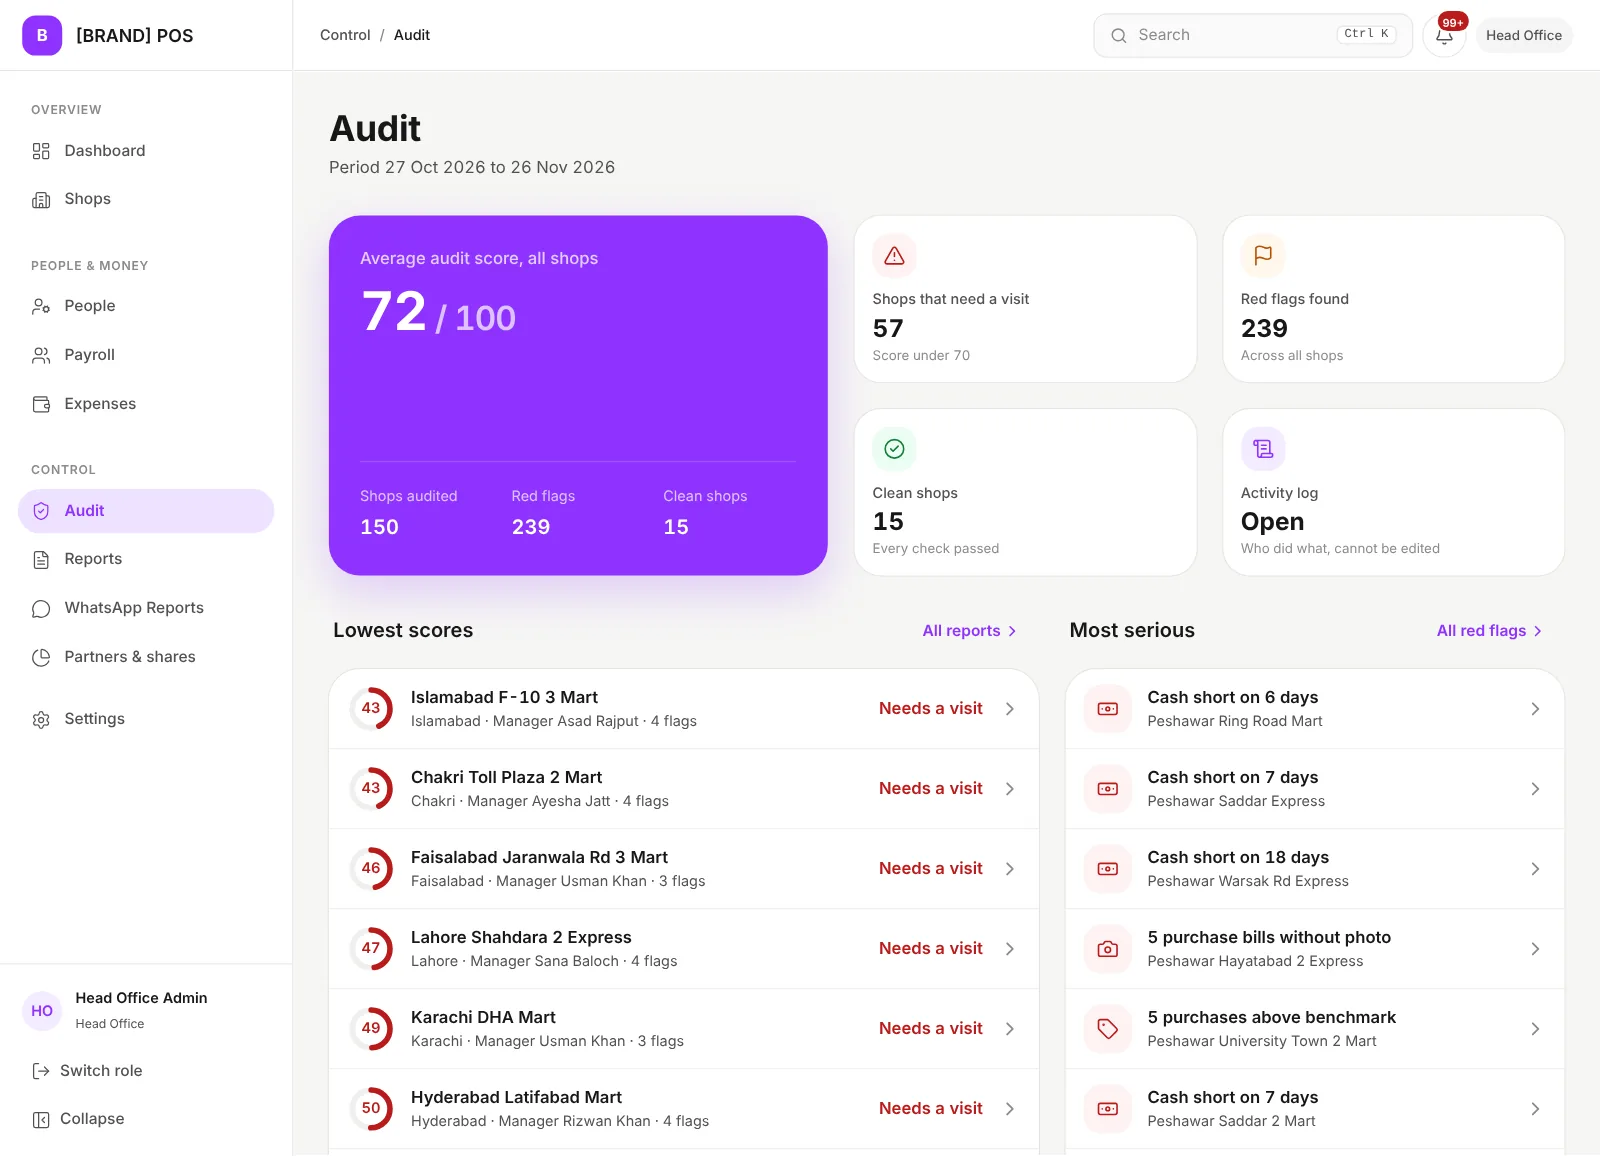 B [BRAND] POS
Control / Audit
Search Ctrl K
99+
Head Office
OVERVIEW
Dashboard
Shops
PEOPLE & MONEY
People
Payroll
Expenses
CONTROL
Audit
Reports
WhatsApp Reports
Partners & shares
Settings
HO Head Office Admin
Head Office
Switch role
Collapse
Audit
Period 27 Oct 2026 to 26 Nov 2026
Average audit score, all shops
72 / 100
Shops audited Red flags Clean shops
150 239 15
Shops that need a visit
57
Score under 70
Red flags found
239
Across all shops
Clean shops
15
Every check passed
Activity log
Open
Who did what, cannot be edited
Lowest scores All reports
43 Islamabad F-10 3 Mart Needs a visit
Islamabad · Manager Asad Rajput · 4 flags
43 Chakri Toll Plaza 2 Mart Needs a visit
Chakri · Manager Ayesha Jatt · 4 flags
46 Faisalabad Jaranwala Rd 3 Mart Needs a visit
Faisalabad · Manager Usman Khan · 3 flags
47 Lahore Shahdara 2 Express Needs a visit
Lahore · Manager Sana Baloch · 4 flags
49 Karachi DHA Mart Needs a visit
Karachi · Manager Usman Khan · 3 flags
50 Hyderabad Latifabad Mart Needs a visit
Hyderabad · Manager Rizwan Khan · 4 flags
Most serious All red flags
Cash short on 6 days
Peshawar Ring Road Mart
Cash short on 7 days
Peshawar Saddar Express
Cash short on 18 days
Peshawar Warsak Rd Express
5 purchase bills without photo
Peshawar Hayatabad 2 Express
5 purchases above benchmark
Peshawar University Town 2 Mart
Cash short on 7 days
Peshawar Saddar 2 Mart